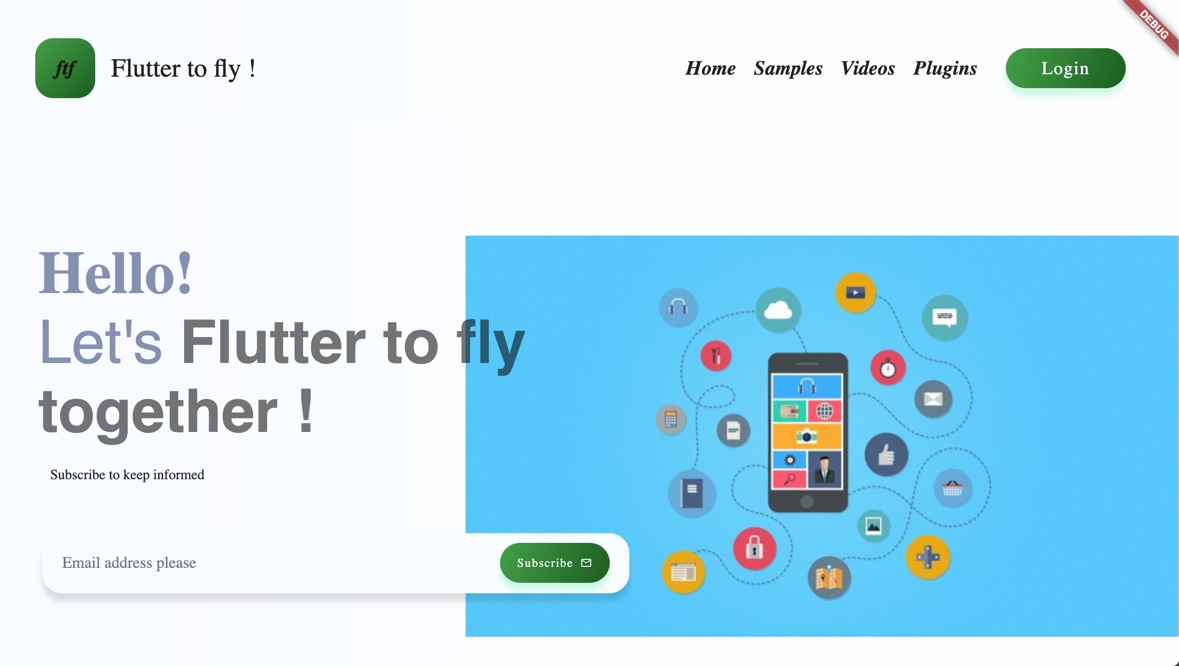 DEBUG
ftf Flutter to fly !
Home Samples Videos Plugins Login
Hello!
Let's Flutter to fly
together !
Subscribe to keep informed
Email address please
Subscribe